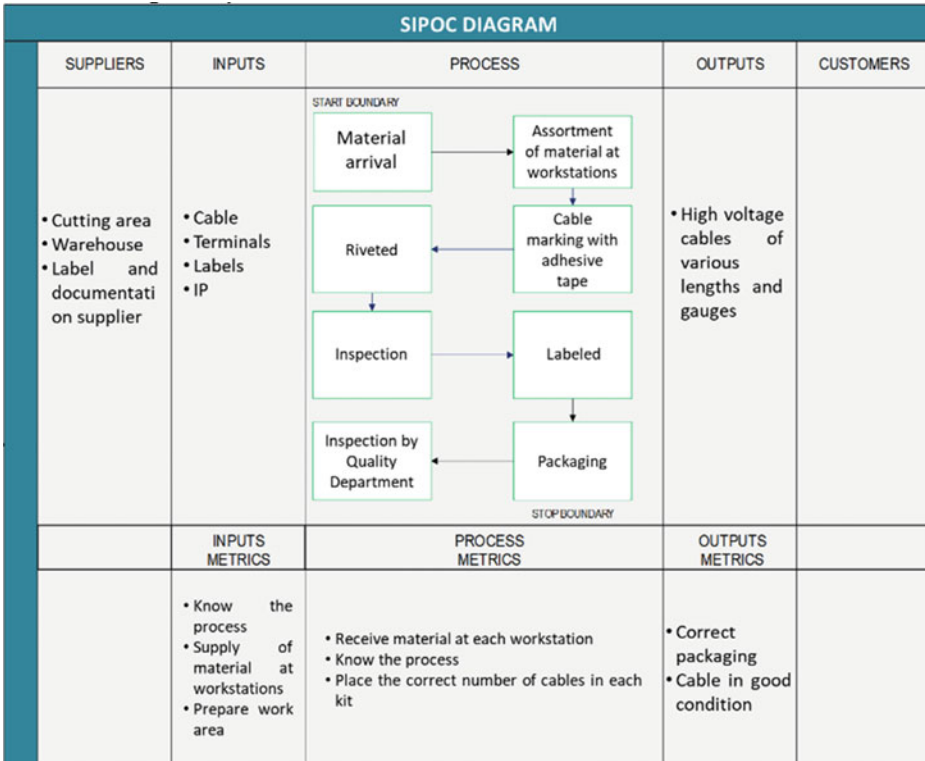 SIPOC DIAGRAM
SUPPLIERS
INPUTS
PROCESS
OUTPUTS
CUSTOMERS
• Cutting area
• Warehouse
• Label and
documentati
on supplier
• Cable
• Terminals
• Labels
• IP
START BOUNDARY
Material
arrival
Assortment
of material at
workstations
Riveted
Cable
marking with
adhesive
tape
Inspection
Labeled
Inspection by
Quality
Department
Packaging
STOP BOUNDARY
• High voltage
cables of
various
lengths and
gauges
INPUTS
METRICS
PROCESS
METRICS
OUTPUTS
METRICS
• Know the
process
• Supply of
material at
workstations
• Prepare work
area
• Receive material at each workstation
• Know the process
• Place the correct number of cables in each
kit
• Correct
packaging
• Cable in good
condition